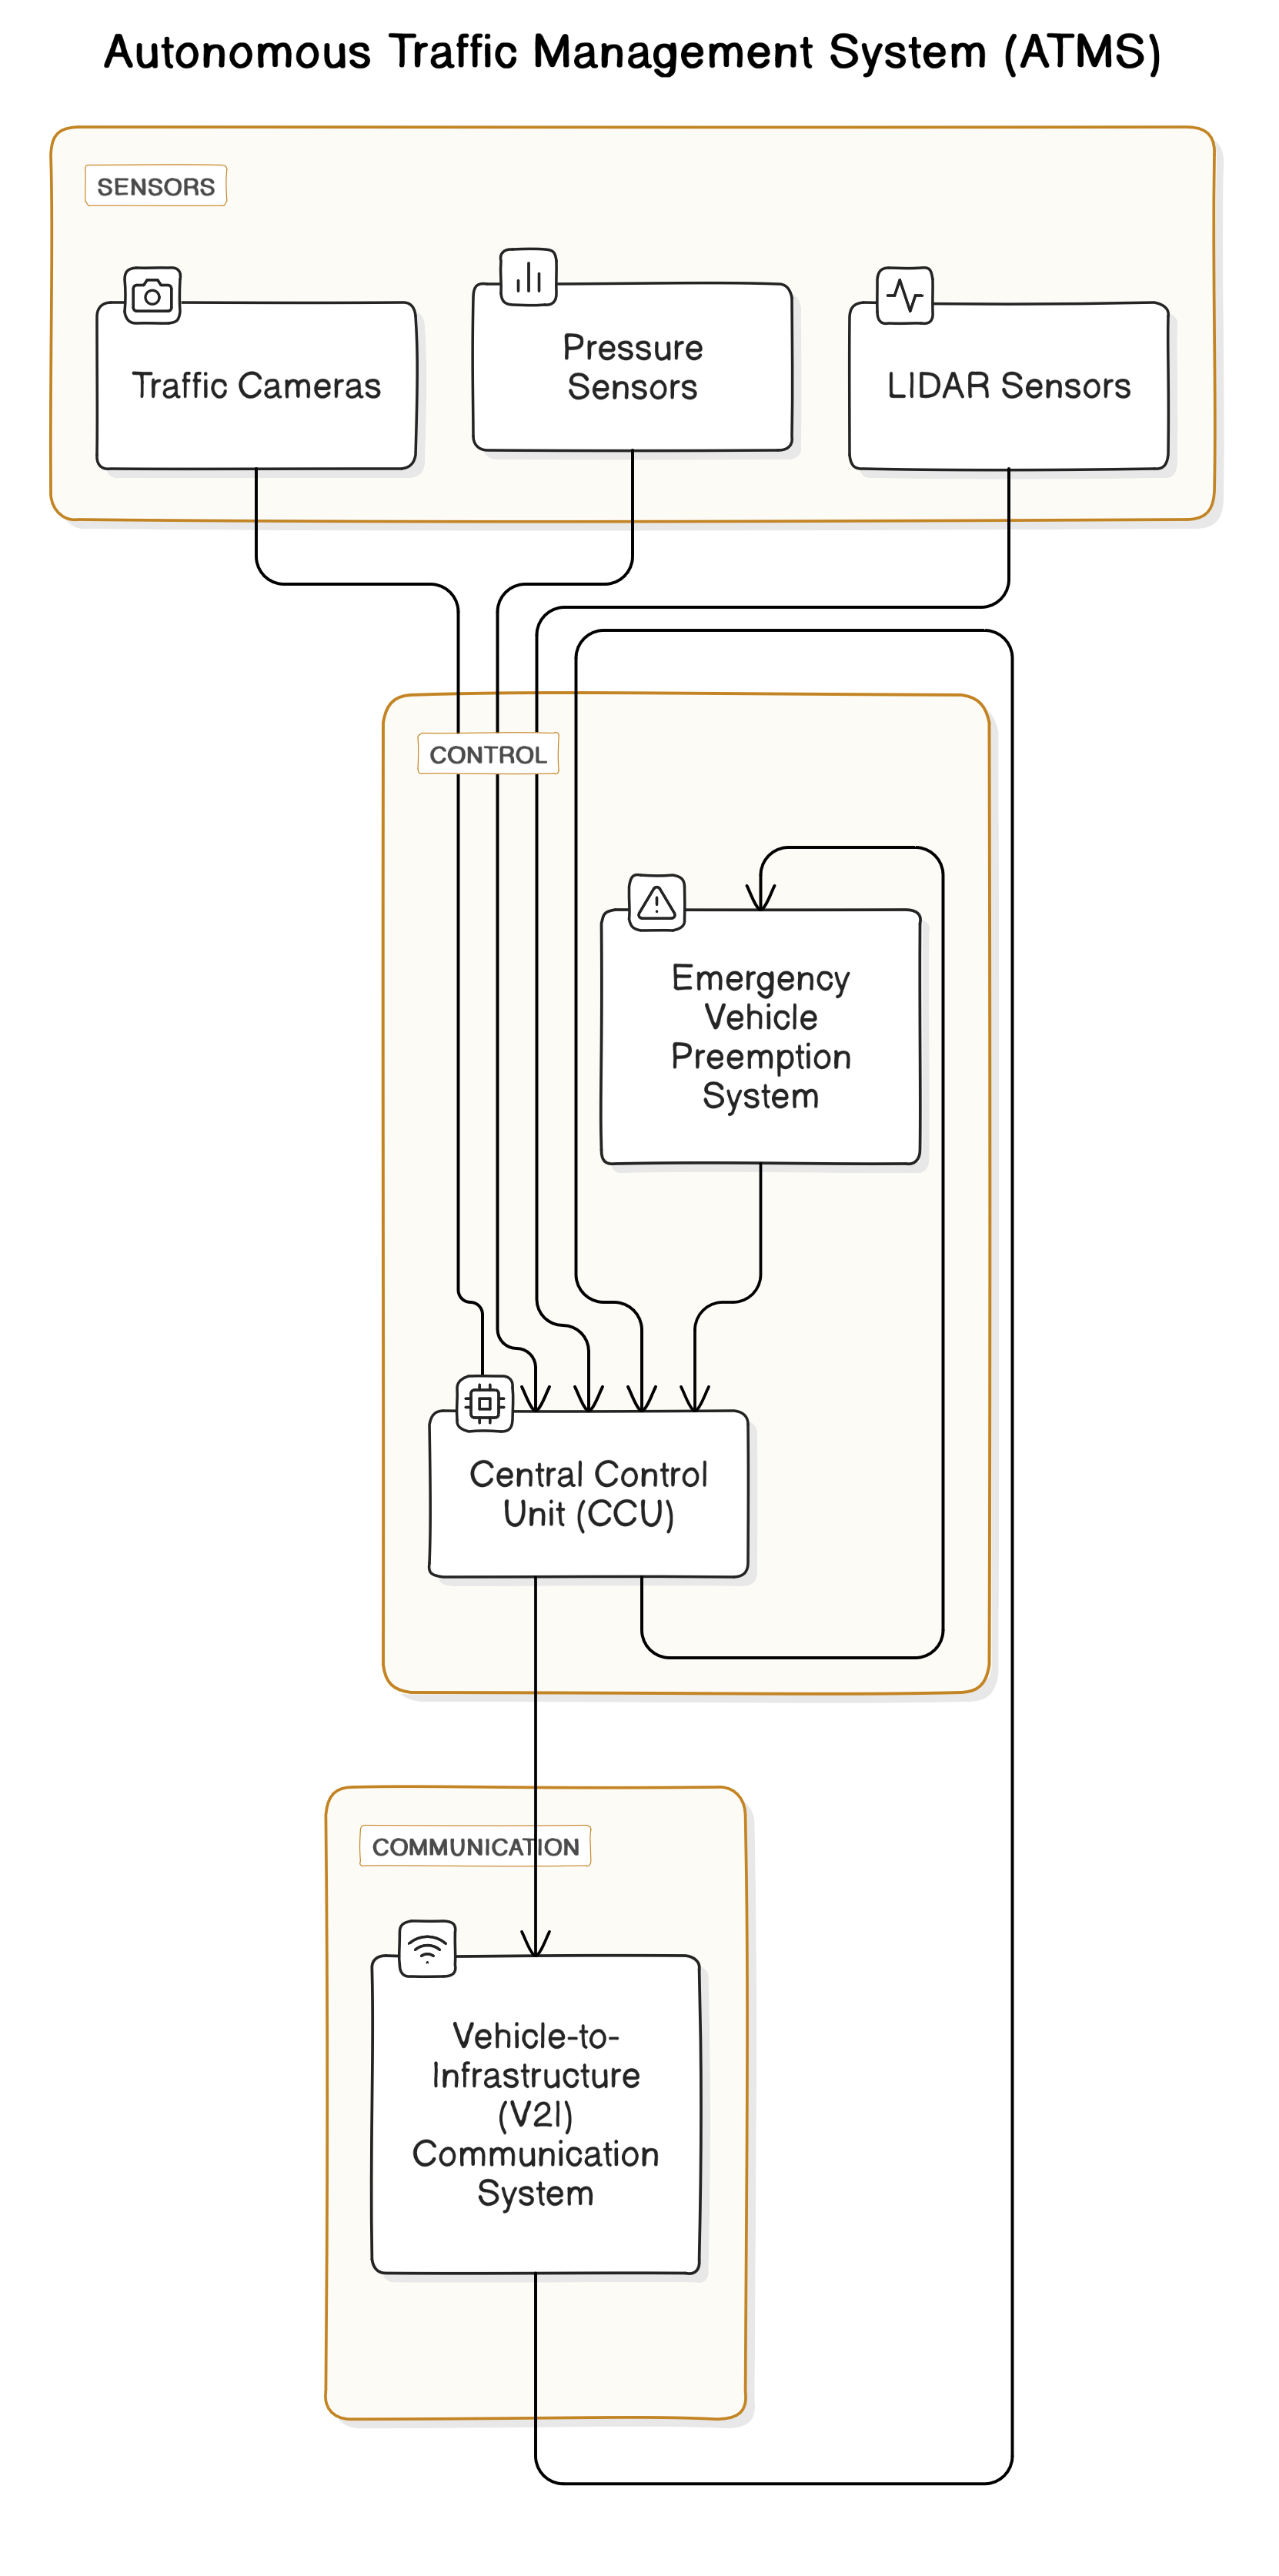 Autonomous Traffic Management System (ATMS)
SENSORS
Traffic Cameras
Pressure
Sensors
LIDAR Sensors
CONTROL
Emergency
Vehicle
Preemption
System
Central Control
Unit (CCU)
COMMUNICATION
Vehicle-to-
Infrastructure
(V2I)
Communication
System